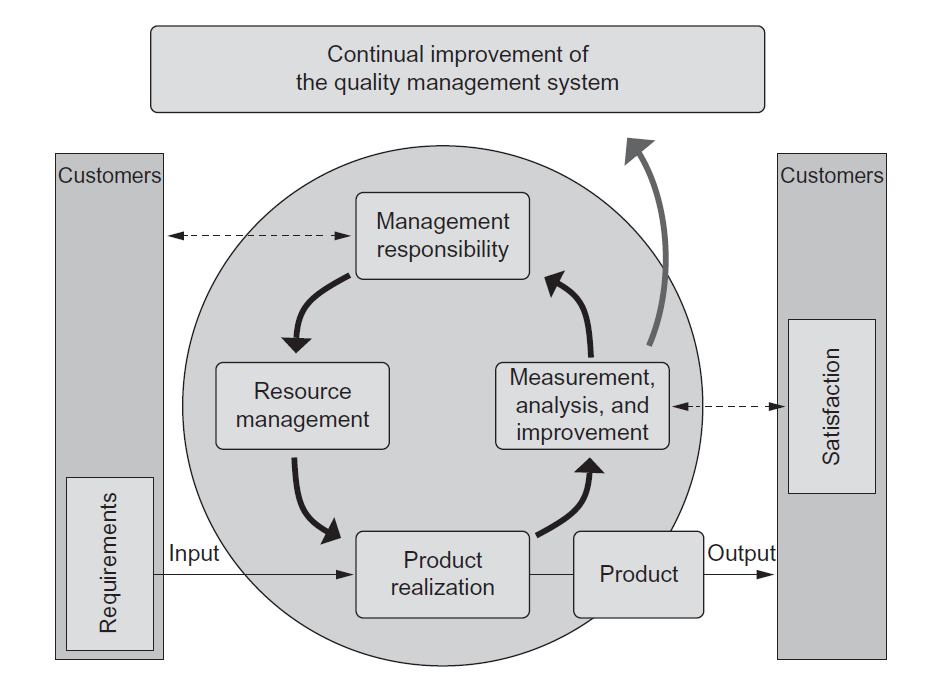 Continual improvement of
the quality management system
Customers
Customers
Management
responsibility
Resource
management
Measurement,
analysis, and
improvement
Satisfaction
Requirements
Input
Product
realization
Product
Output